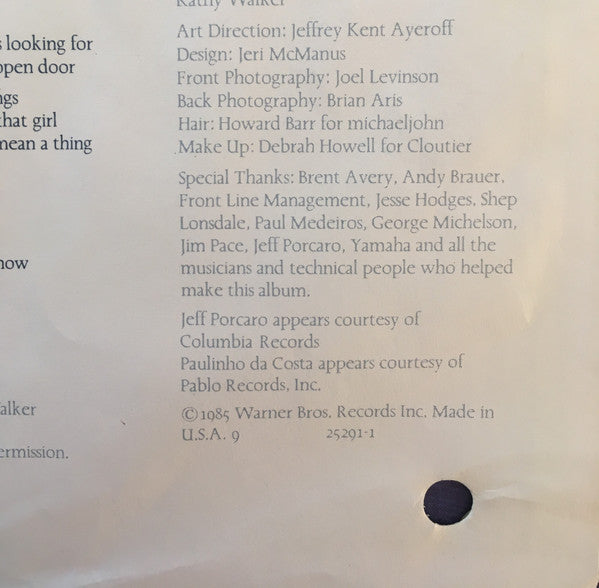 s looking for
open door
ngs
that girl
mean a thing
now
alker
ermission.
Kathy Walker
Art Direction: Jeffrey Kent Ayeroff
Design: Jeri McManus
Front Photography: Joel Levinson
Back Photography: Brian Aris
Hair: Howard Barr for michaeljohn
Make Up: Debrah Howell for Cloutier
Special Thanks: Brent Avery, Andy Brauer,
Front Line Management, Jesse Hodges, Shep
Lonsdale, Paul Medeiros, George Michelson,
Jim Pace, Jeff Porcaro, Yamaha and all the
musicians and technical people who helped
make this album.
Jeff Porcaro appears courtesy of
Columbia Records
Paulinho da Costa appears courtesy of
Pablo Records, Inc.
©1985 Warner Bros. Records Inc. Made in
U.S.A. 9 25291-1